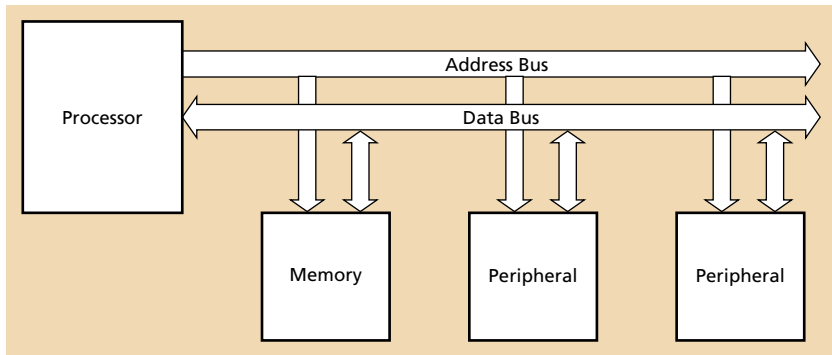 Address Bus
Processor
Data Bus
Memory
Peripheral
Peripheral